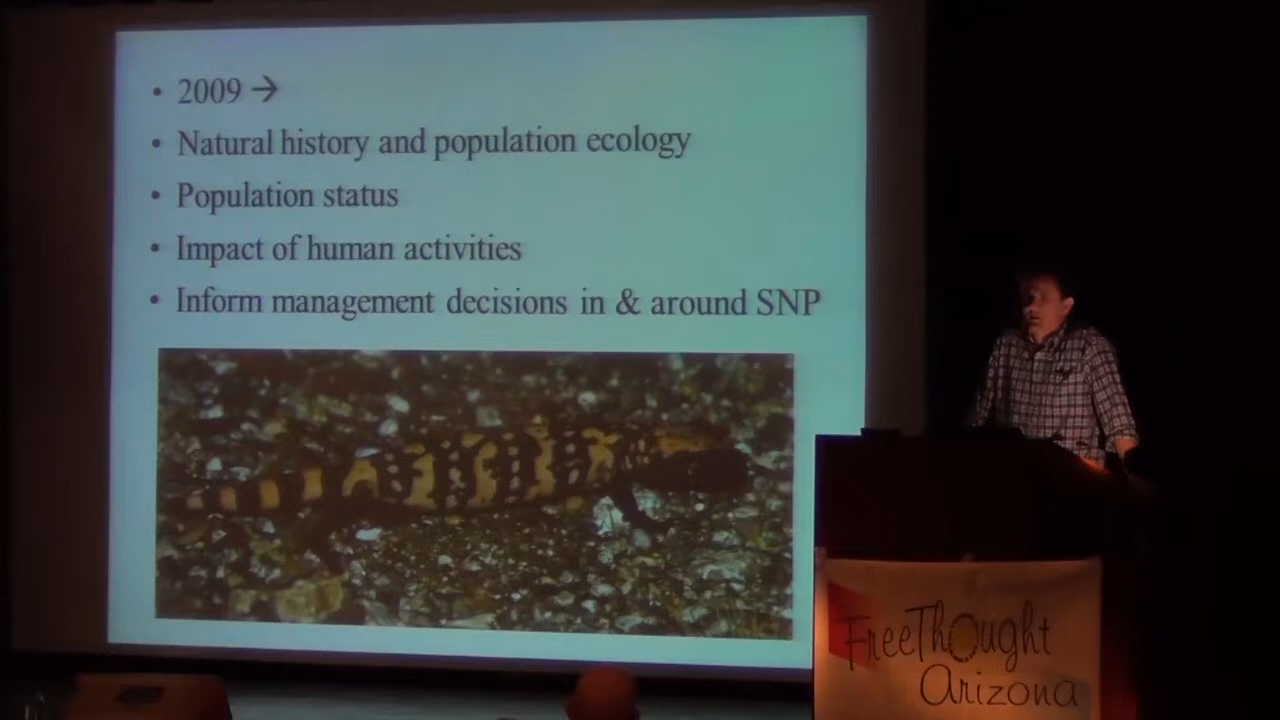 • 2009 →
• Natural history and population ecology
• Population status
• Impact of human activities
• Inform management decisions in & around SNP
FreeThought
Arizona